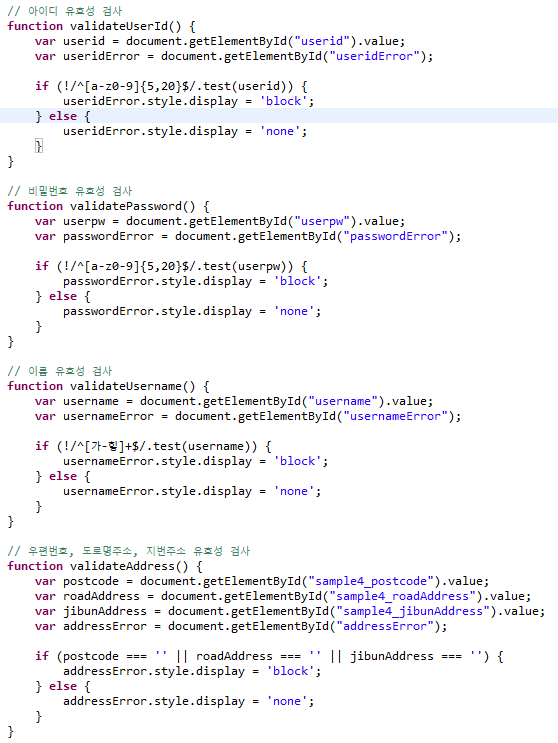 // 아이디 유효성 검사
function validateUserId() {
    var userid = document.getElementById("userid").value;
    var useridError = document.getElementById("useridError");

    if (!/^[a-z0-9]{5,20}$/.test(userid)) {
        useridError.style.display = 'block';
    } else {
        useridError.style.display = 'none';
    }
}

// 비밀번호 유효성 검사
function validatePassword() {
    var userpw = document.getElementById("userpw").value;
    var passwordError = document.getElementById("passwordError");

    if (!/^[a-z0-9]{5,20}$/.test(userpw)) {
        passwordError.style.display = 'block';
    } else {
        passwordError.style.display = 'none';
    }
}

// 이름 유효성 검사
function validateUsername() {
    var username = document.getElementById("username").value;
    var usernameError = document.getElementById("usernameError");

    if (!/^[가-힣]+$/.test(username)) {
        usernameError.style.display = 'block';
    } else {
        usernameError.style.display = 'none';
    }
}

// 우편번호, 도로명주소, 지번주소 유효성 검사
function validateAddress() {
    var postcode = document.getElementById("sample4_postcode").value;
    var roadAddress = document.getElementById("sample4_roadAddress").value;
    var jibunAddress = document.getElementById("sample4_jibunAddress").value;
    var addressError = document.getElementById("addressError");

    if (postcode === '' || roadAddress === '' || jibunAddress === '') {
        addressError.style.display = 'block';
    } else {
        addressError.style.display = 'none';
    }
}